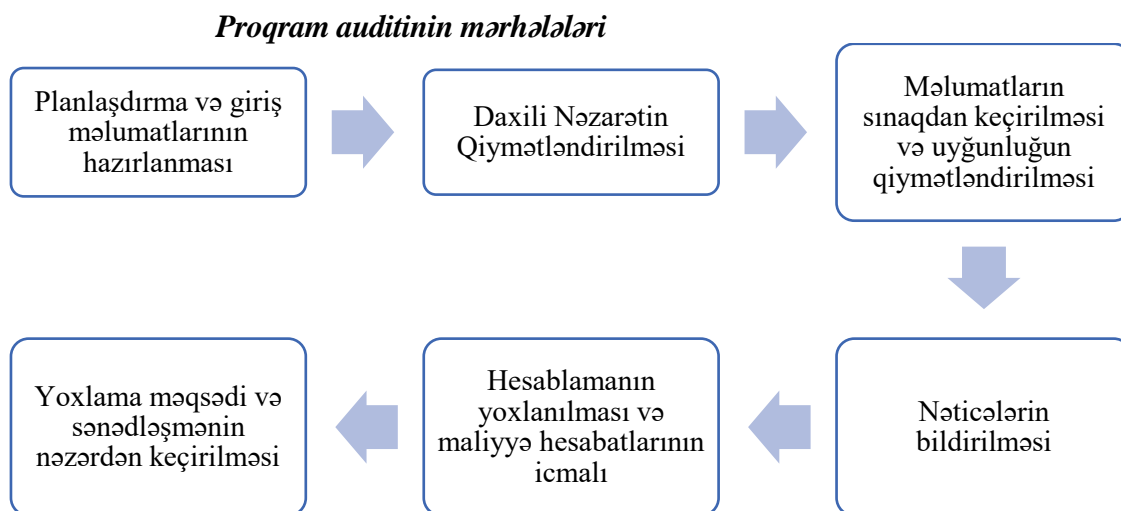 Proqram auditinin mərhələləri
Planlaşdırma və giriş
məlumatlarının
hazırlanması
Daxili Nəzarətin
Qiymətləndirilməsi
Məlumatların
sınaqdan keçirilməsi
və uyğunluğun
qiymətləndirilməsi
Nəticələrin
bildirilməsi
Hesablamanın
yoxlanılması və
maliyyə hesabatlarının
icmalı
Yoxlama məqsədi və
sənədləşmənin
nəzərdən keçirilməsi